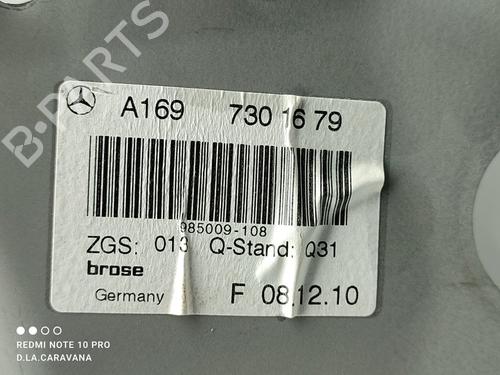 A169 730 16 79
985009-108
ZGS: 013 Q-Stand: Q31
brose
Germany F 08.12.10
B-PARTS
REDMI NOTE 10 PRO
D.LA.CARAVANA